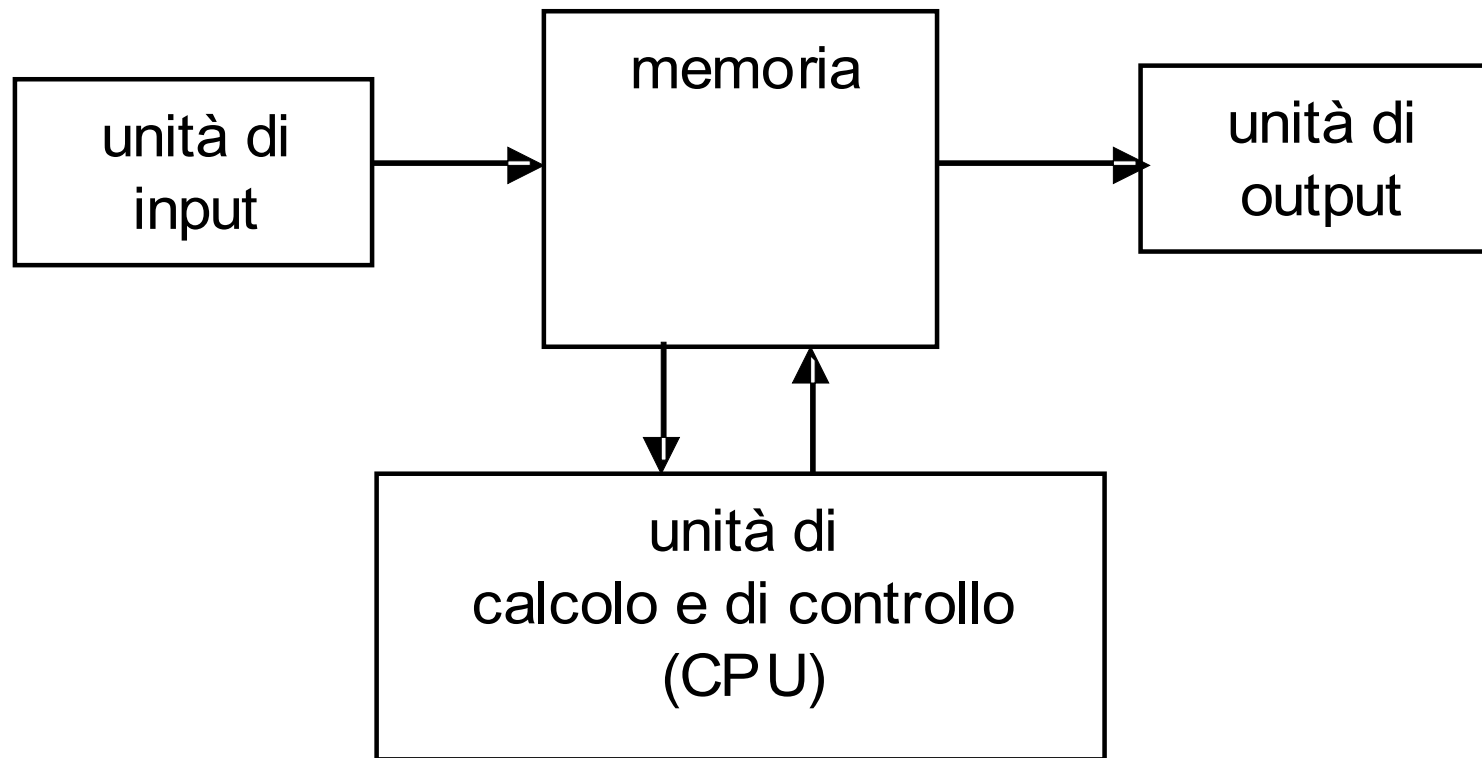 memoria
unità di
input
unità di
output
unità di
calcolo e di controllo
(CPU)